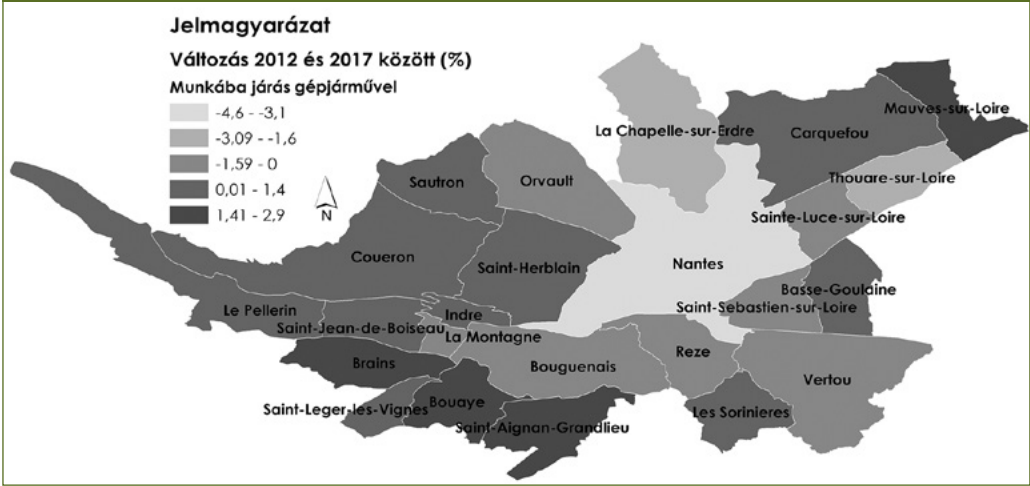 Jelmagyarázat
Változás 2012 és 2017 között (%)
Munkába járás gépjárművel
-4,6 - -3,1
-3,09 - -1,6
-1,59 - 0
0,01 - 1,4
1,41 - 2,9
N
Mauves-sur-Loire
La Chapelle-sur-Erdre
Carquefou
Sautron
Orvault
Thouare-sur-Loire
Sainte-Luce-sur-Loire
Coueron
Saint-Herblain
Nantes
Basse-Goulaine
Saint-Sebastien-sur-Loire
Le Pellerin
Indre
Saint-Jean-de-Boiseau
La Montagne
Brains
Bouguenais
Reze
Vertou
Saint-Leger-les-Vignes
Bouaye
Les Sorinieres
Saint-Aignan-Grandlieu